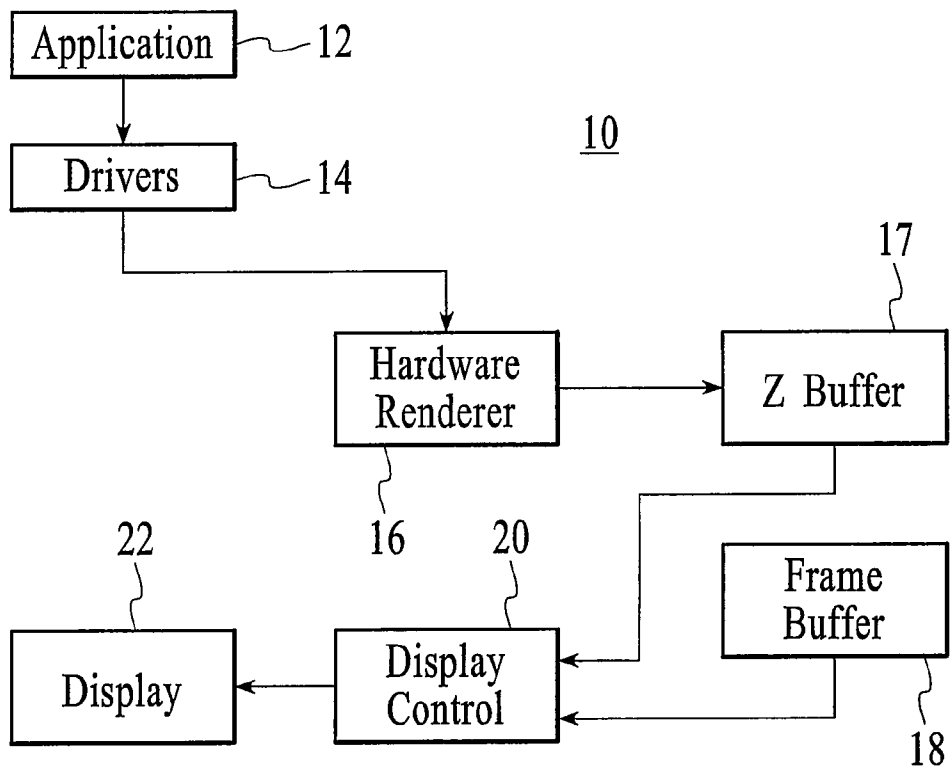 Application
12
10
Drivers
14
17
Hardware
Renderer
Z Buffer
16
20
22
Frame
Buffer
Display
Control
Display
18